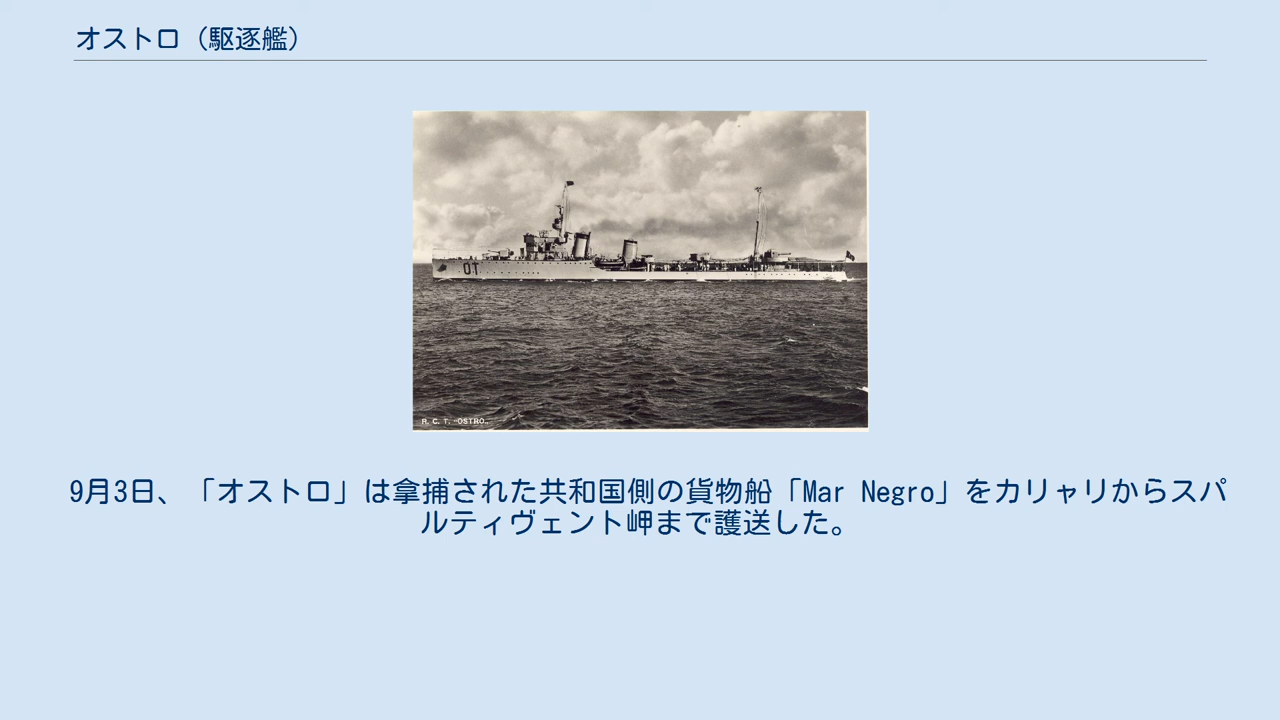 オストロ（駆逐艦）
OT
R. C. T. "OSTRO„
9月3日、「オストロ」は拿捕された共和国側の貨物船「Mar Negro」をカリャリからスパ
ルティヴェント岬まで護送した。